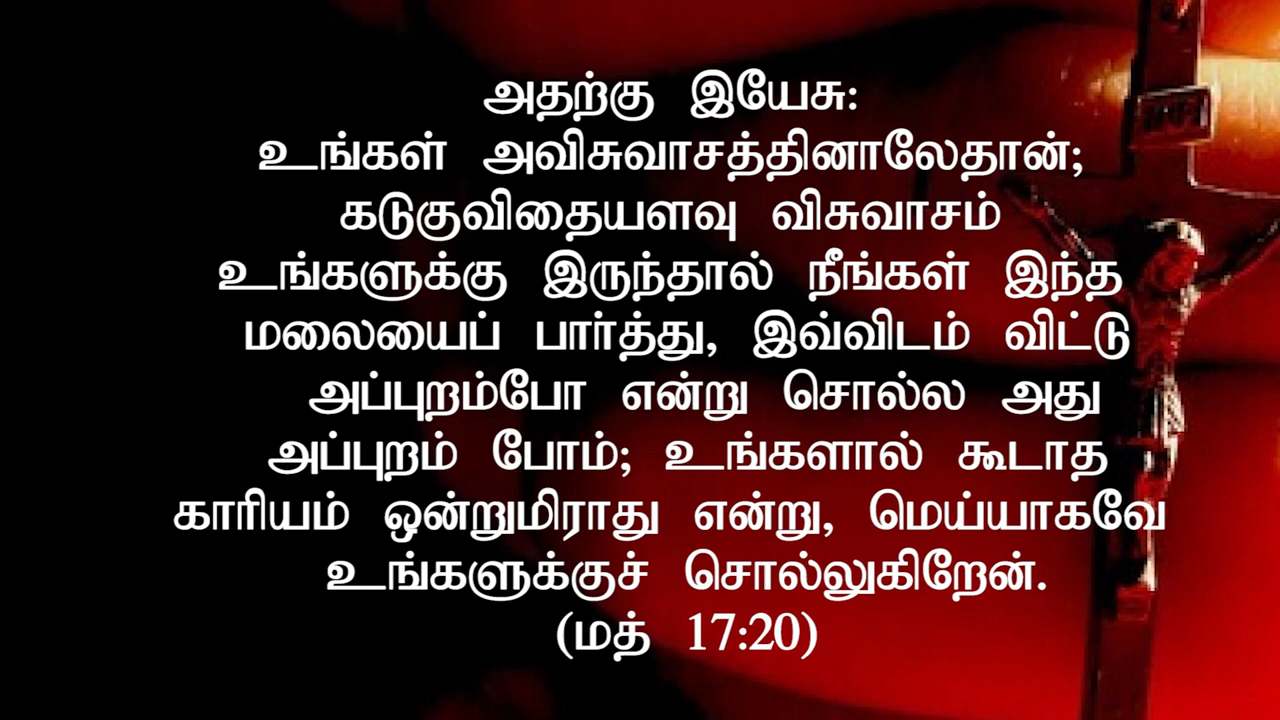 அதற்கு இயேசு:
உங்கள் அவிசுவாசத்தினாலேதான்;
கடுகுவிதையளவு விசுவாசம்
உங்களுக்கு இருந்தால் நீங்கள் இந்த
மலையைப் பார்த்து, இவ்விடம் விட்டு
அப்புறம்போ என்று சொல்ல அது
அப்புறம் போம்; உங்களால் கூடாத
காரியம் ஒன்றுமிராது என்று, மெய்யாகவே
உங்களுக்குச் சொல்லுகிறேன்.
(மத் 17:20)